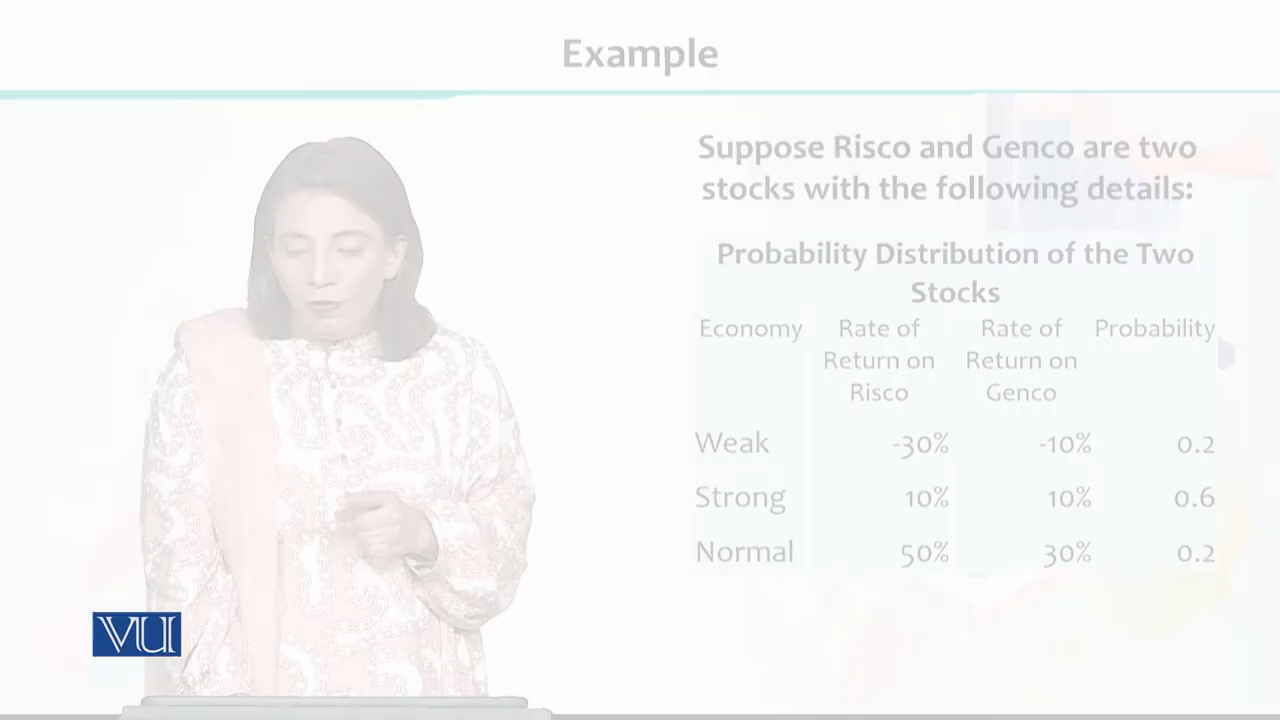 Example
Suppose Risco and Genco are two
stocks with the following details:
Probability Distribution of the Two
Stocks
Economy Rate of Return on Risco Rate of Return on Genco Probability
Weak -30% -10% 0.2
Strong 10% 10% 0.6
Normal 50% 30% 0.2
VU